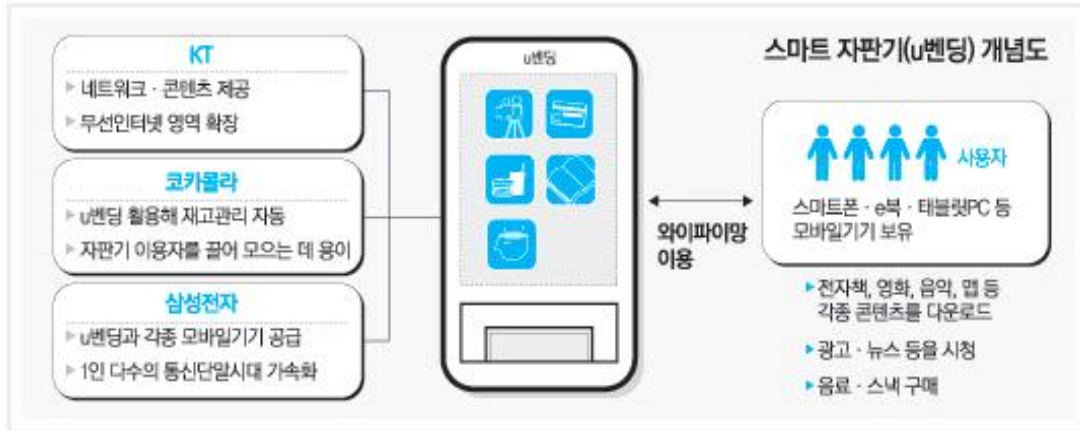 스마트 자판기(u벤딩) 개념도
KT
▶ 네트워크 · 콘텐츠 제공
▶ 무선인터넷 영역 확장
코카콜라
▶ u벤딩 활용해 재고관리 자동
▶ 자판기 이용자를 끌어 모으는 데 용이
삼성전자
▶ u벤딩과 각종 모바일기기 공급
▶ 1인 다수의 통신단말시대 가속화
u벤딩
와이파이망
이용
사용자
스마트폰 · e북 · 태블릿PC 등
모바일기기 보유
▶ 전자책, 영화, 음악, 맵 등
각종 콘텐츠를 다운로드
▶ 광고 · 뉴스 등을 시청
▶ 음료 · 스낵 구매